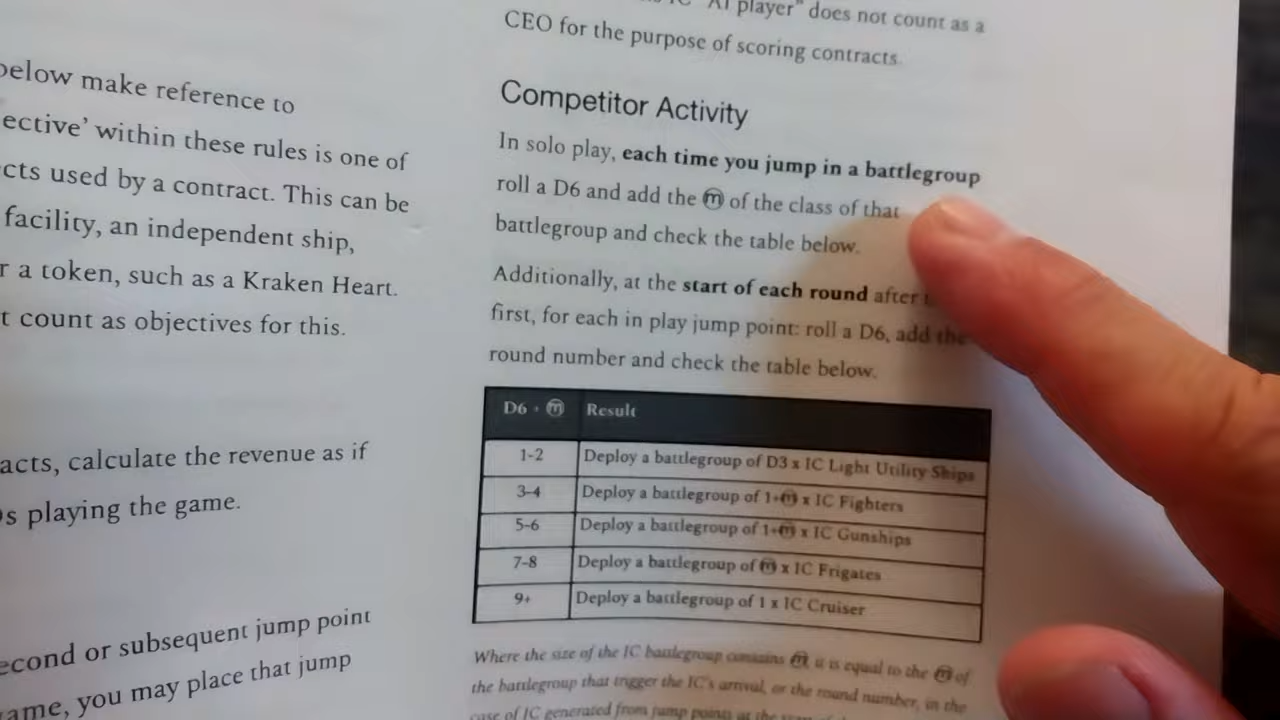 below make reference to
ective' within these rules is one of
cts used by a contract. This can be
facility, an independent ship,
r a token, such as a Kraken Heart.
t count as objectives for this.
acts, calculate the revenue as if
s playing the game.
econd or subsequent jump point
ame, you may place that jump
IC "AI player" does not count as a
CEO for the purpose of scoring contracts.
Competitor Activity
In solo play, each time you jump in a battlegroup
roll a D6 and add the ⓜ of the class of that
battlegroup and check the table below.
Additionally, at the start of each round after
first, for each in play jump point: roll a D6, add the
round number and check the table below.
D6 + ⓜ Result
1-2 Deploy a battlegroup of D3 x IC Light Utility Ships
3-4 Deploy a battlegroup of 1+ⓜ x IC Fighters
5-6 Deploy a battlegroup of 1+ⓜ x IC Gunships
7-8 Deploy a battlegroup of ⓜ x IC Frigates
9+ Deploy a battlegroup of 1 x IC Cruiser
Where the size of the IC battlegroup contains ⓜ, it is equal to the ⓜ of
the battlegroup that trigger the IC's arrival, or the round number, in the
case of IC generated from jump points at the